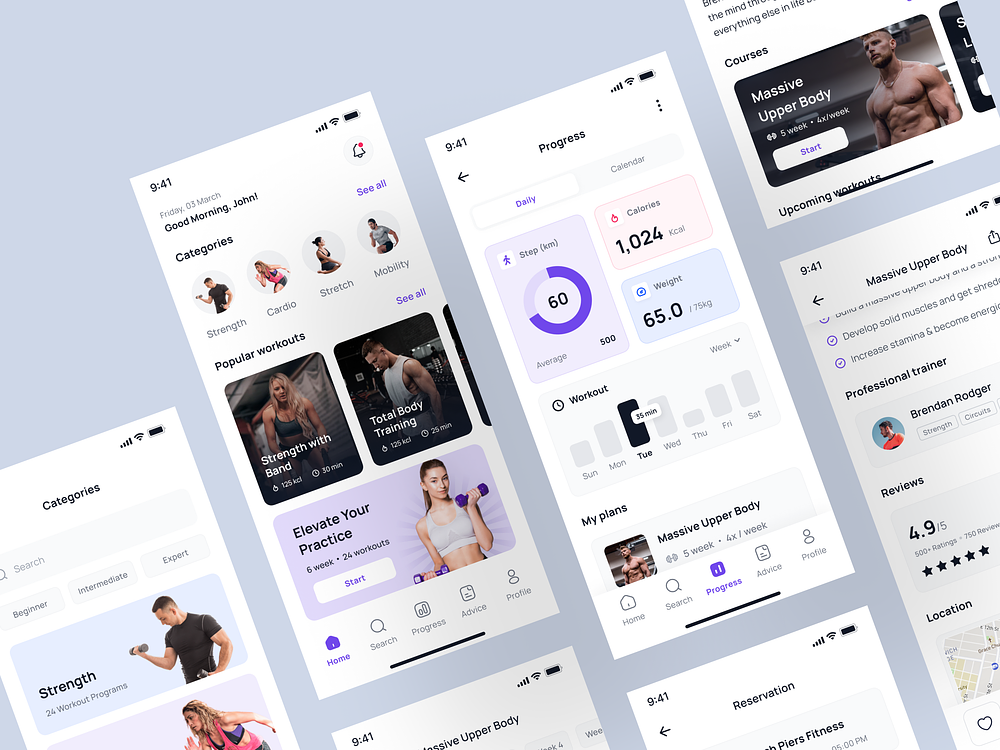 9:41
Categories
Search
Beginner
Intermediate
Expert
Strength
24 Workout Programs
9:41
Friday, 03 March
Good Morning, John!
Categories
See all
Strength
Cardio
Stretch
Mobility
Popular workouts
See all
Strength with
Band
125 kcl
30 min
Total Body
Training
125 kcl
25 min
Elevate Your
Practice
6 week • 24 workouts
Start
Home
Search
Progress
Advice
Profile
9:41
Progress
Daily
Calendar
Step (km)
60
Average
500
Calories
1,024 Kcal
Weight
65.0 / 75kg
Workout
Week
35 min
Sun
Mon
Tue
Wed
Thu
Fri
Sat
My plans
Massive Upper Body
5 week • 4x / week
Home
Search
Progress
Advice
Profile
the mind through
everything else in life
Courses
Massive
Upper Body
5 week • 4x/week
Start
Upcoming workouts
9:41
Massive Upper Body
Build a massive upper body and a
Develop solid muscles and get
Increase stamina & become
Professional trainer
Brendan Rodger
Strength
Circuits
Reviews
4.9/5
500+ Ratings • 750 Reviews
Location
9:41
Massive Upper Body
Week 4
9:41
Reservation
Piers Fitness
05:00 PM